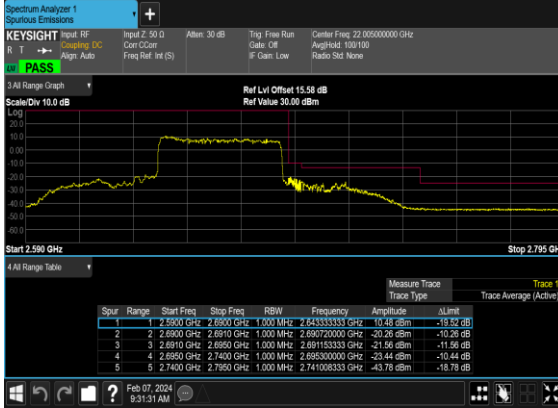 Spectrum Analyzer 1
Spurious Emissions
+
KEYSIGHT Input: RF Input Z: 50 Ω Atten: 30 dB Trig: Free Run Center Freq: 22.005000000 GHz
R T Coupling: DC Corr CCorr Gate: Off Avg|Hold: 100/100
Align: Auto Freq Ref: Int (S) IF Gain: Low Radio Std: None
LXI PASS
3 All Range Graph
Ref Lvl Offset 15.58 dB
Scale/Div 10.0 dB Ref Value 30.00 dBm
Log
20.0
10.0
0.00
-10.0
-20.0
-30.0
-40.0
-50.0
-60.0
Start 2.590 GHz Stop 2.795 GH
4 All Range Table
Measure Trace Trace 1
Trace Type Trace Average (Active)
Spur Range Start Freq Stop Freq RBW Frequency Amplitude ΔLimit
1 1 2.5900 GHz 2.6900 GHz 1.000 MHz 2.643333333 GHz 10.48 dBm -19.52 dB
2 2 2.6900 GHz 2.6910 GHz 1.000 MHz 2.690720000 GHz -20.26 dBm -10.26 dB
3 3 2.6910 GHz 2.6950 GHz 1.000 MHz 2.691153333 GHz -21.56 dBm -11.56 dB
4 4 2.6950 GHz 2.7400 GHz 1.000 MHz 2.695300000 GHz -23.44 dBm -10.44 dB
5 5 2.7400 GHz 2.7950 GHz 1.000 MHz 2.741008333 GHz -43.78 dBm -18.78 dB
? Feb 07, 2024
9:31:31 AM